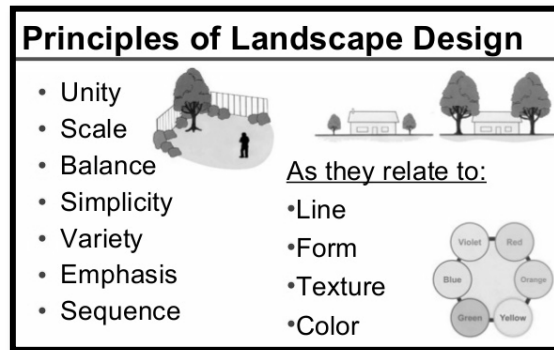 Principles of Landscape Design
• Unity
• Scale
• Balance
• Simplicity
• Variety
• Emphasis
• Sequence
As they relate to:
•Line
•Form
•Texture
•Color
Violet Red
Blue Orange
Green Yellow